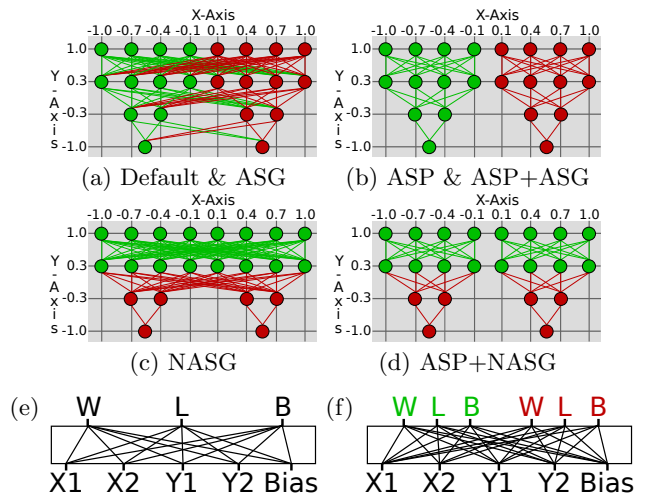 X-Axis
-1.0 -0.7 -0.4 -0.1 0.1 0.4 0.7 1.0
1.0
0.3
-0.3
-1.0
Y-Axis
(a) Default & ASG
X-Axis
-1.0 -0.7 -0.4 -0.1 0.1 0.4 0.7 1.0
1.0
0.3
-0.3
-1.0
Y-Axis
(b) ASP & ASP+ASG
X-Axis
-1.0 -0.7 -0.4 -0.1 0.1 0.4 0.7 1.0
1.0
0.3
-0.3
-1.0
Y-Axis
(c) NASG
X-Axis
-1.0 -0.7 -0.4 -0.1 0.1 0.4 0.7 1.0
1.0
0.3
-0.3
-1.0
Y-Axis
(d) ASP+NASG
(e)
W L B
X1 X2 Y1 Y2 Bias
(f)
W L B W L B
X1 X2 Y1 Y2 Bias